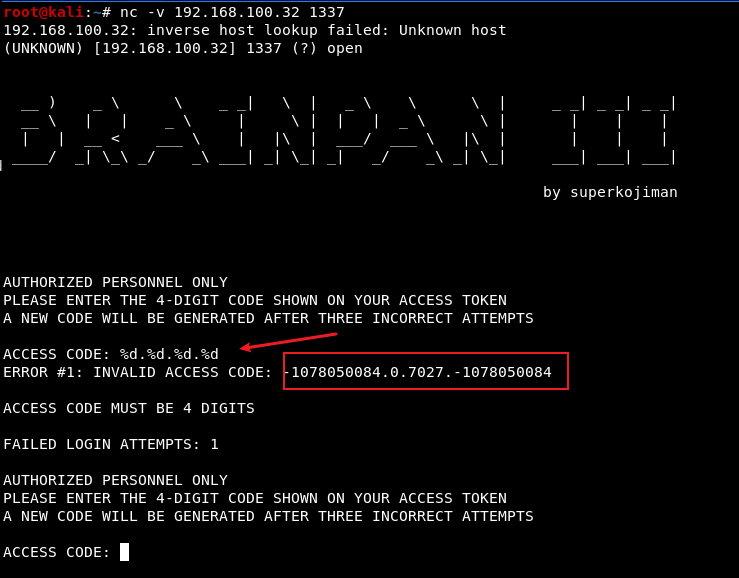 root@kali:~# nc -v 192.168.100.32 1337
192.168.100.32: inverse host lookup failed: Unknown host
(UNKNOWN) [192.168.100.32] 1337 (?) open
BRAINPAN III
by superkojiman
AUTHORIZED PERSONNEL ONLY
PLEASE ENTER THE 4-DIGIT CODE SHOWN ON YOUR ACCESS TOKEN
A NEW CODE WILL BE GENERATED AFTER THREE INCORRECT ATTEMPTS
ACCESS CODE: %d.%d.%d.%d
ERROR #1: INVALID ACCESS CODE: -1078050084.0.7027.-1078050084
ACCESS CODE MUST BE 4 DIGITS
FAILED LOGIN ATTEMPTS: 1
AUTHORIZED PERSONNEL ONLY
PLEASE ENTER THE 4-DIGIT CODE SHOWN ON YOUR ACCESS TOKEN
A NEW CODE WILL BE GENERATED AFTER THREE INCORRECT ATTEMPTS
ACCESS CODE: